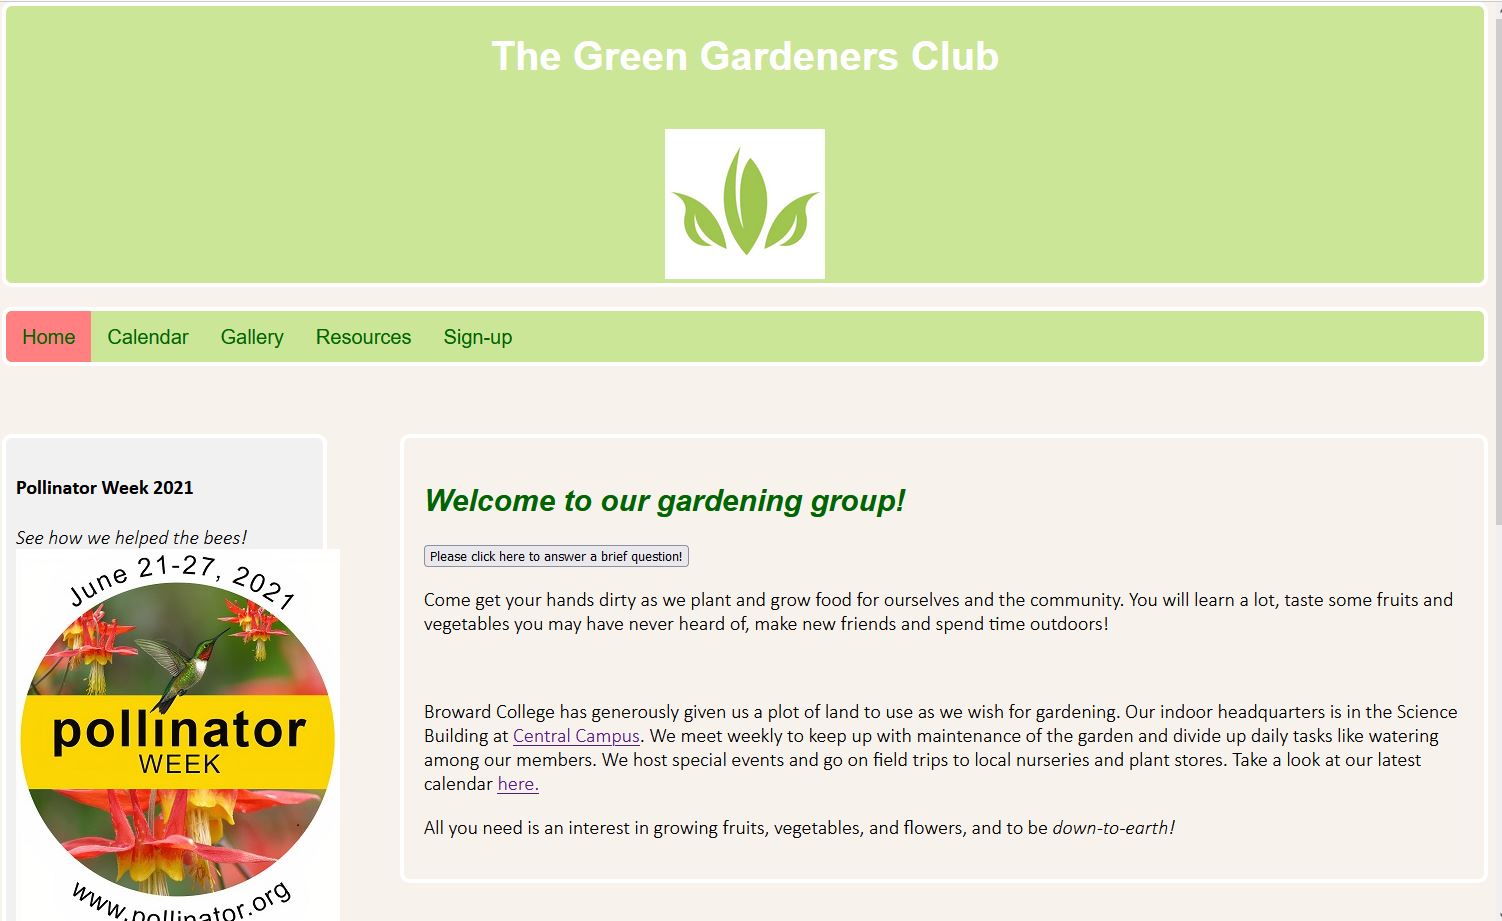 The Green Gardeners Club
Home Calendar Gallery Resources Sign-up
Pollinator Week 2021
See how we helped the bees!
June 21-27, 2021
pollinator
WEEK
www.pollinator.org
Welcome to our gardening group!
Please click here to answer a brief question!
Come get your hands dirty as we plant and grow food for ourselves and the community. You will learn a lot, taste some fruits and
vegetables you may have never heard of, make new friends and spend time outdoors!
Broward College has generously given us a plot of land to use as we wish for gardening. Our indoor headquarters is in the Science
Building at Central Campus. We meet weekly to keep up with maintenance of the garden and divide up daily tasks like watering
among our members. We host special events and go on field trips to local nurseries and plant stores. Take a look at our latest
calendar here.
All you need is an interest in growing fruits, vegetables, and flowers, and to be down-to-earth!